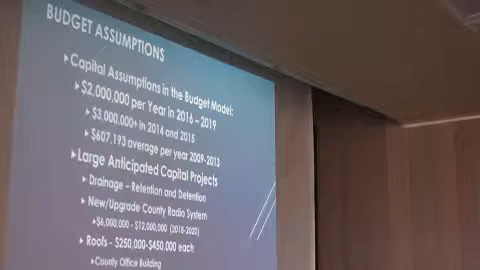 BUDGET ASSUMPTIONS
Capital Assumptions in the Budget Model:
$2,000,000 per Year in 2016 – 2019
$3,000,000+ in 2014 and 2015
$607,193 average per year 2009-2013
Large Anticipated Capital Projects
Drainage – Retention and Detention
New/Upgrade County Radio System
$6,000,000 - $12,000,000 (2018-2020)
Roofs - $250,000-$450,000 each
County Office Building